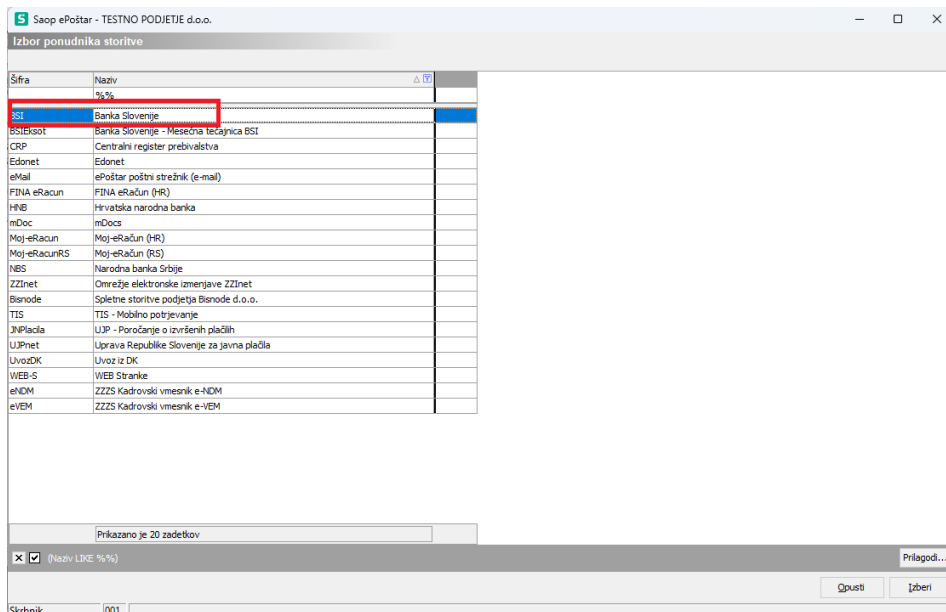 Saop ePoštar - TESTNO PODJETJE d.o.o.
Izbor ponudnika storitve
Šifra Naziv
%%
BSI Banka Slovenije
BSIEksot Banka Slovenije - Mesečna tečajnica BSI
CRP Centralni register prebivalstva
Edonet Edonet
eMail ePoštar poštni strežnik (e-mail)
FINA eRacun FINA eRačun (HR)
HNB Hrvatska narodna banka
mDoc mDocs
Moj-eRacun Moj-eRačun (HR)
Moj-eRacunRS Moj-eRačun (RS)
NBS Narodna banka Srbije
ZZInet Omrežje elektronske izmenjave ZZInet
Bisnode Spletne storitve podjetja Bisnode d.o.o.
TIS TIS - Mobilno potrjevanje
JNPlacila UJP - Poročanje o izvršenih plačilih
UJPnet Uprava Republike Slovenije za javna plačila
UvozDK Uvoz iz DK
WEB-S WEB Stranke
eNDM ZZZS Kadrovski vmesnik e-NDM
eVEM ZZZS Kadrovski vmesnik e-VEM
Prikazano je 20 zadetkov
(Naziv LIKE %%) Prilagodi...
Opusti Izberi
Skrbnik 001